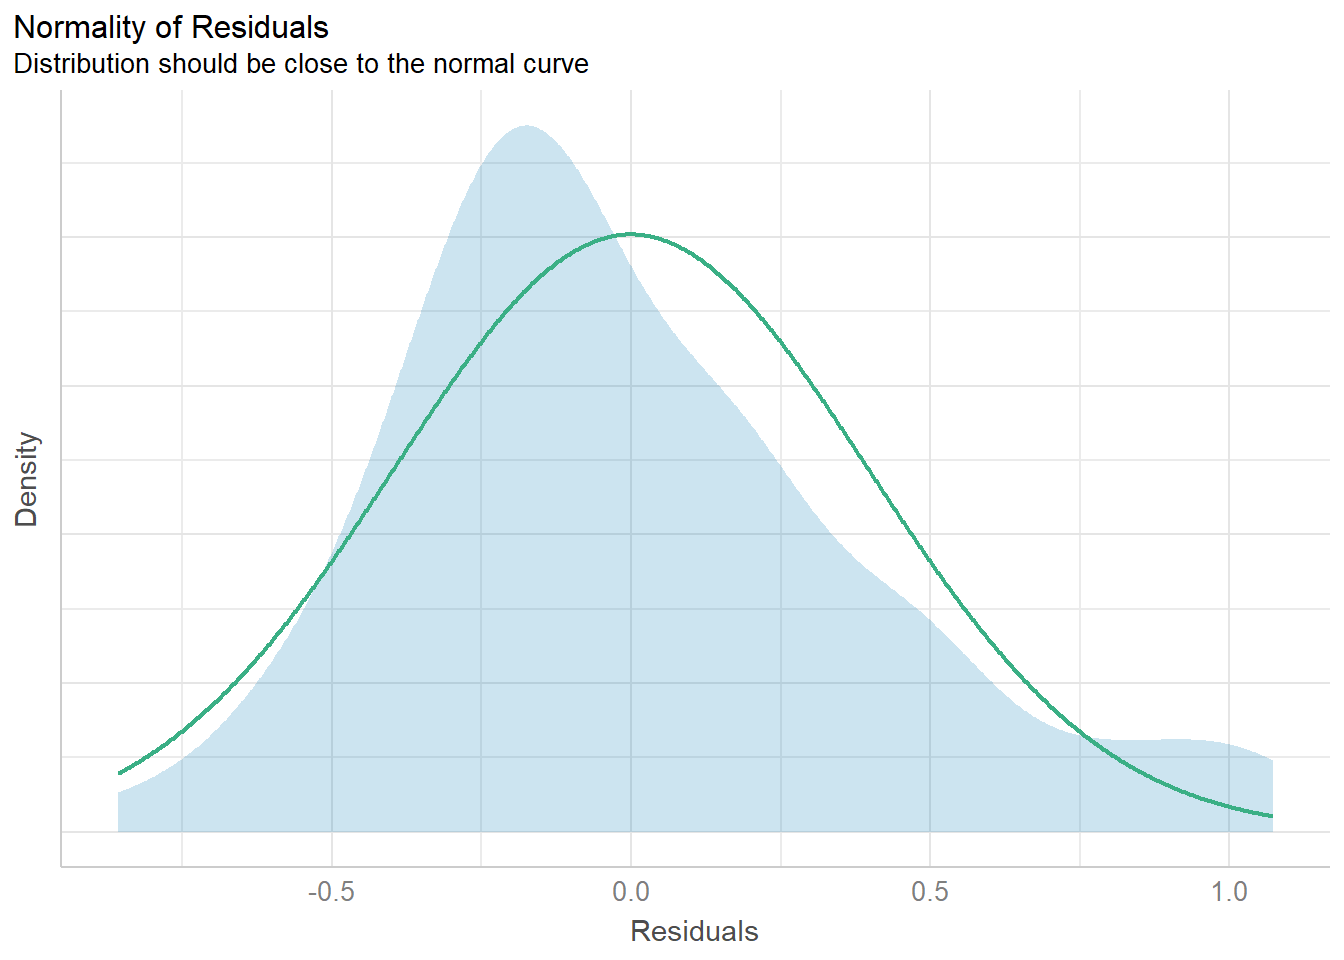 Normality of Residuals
Distribution should be close to the normal curve
Density
-0.5 0.0 0.5 1.0
Residuals